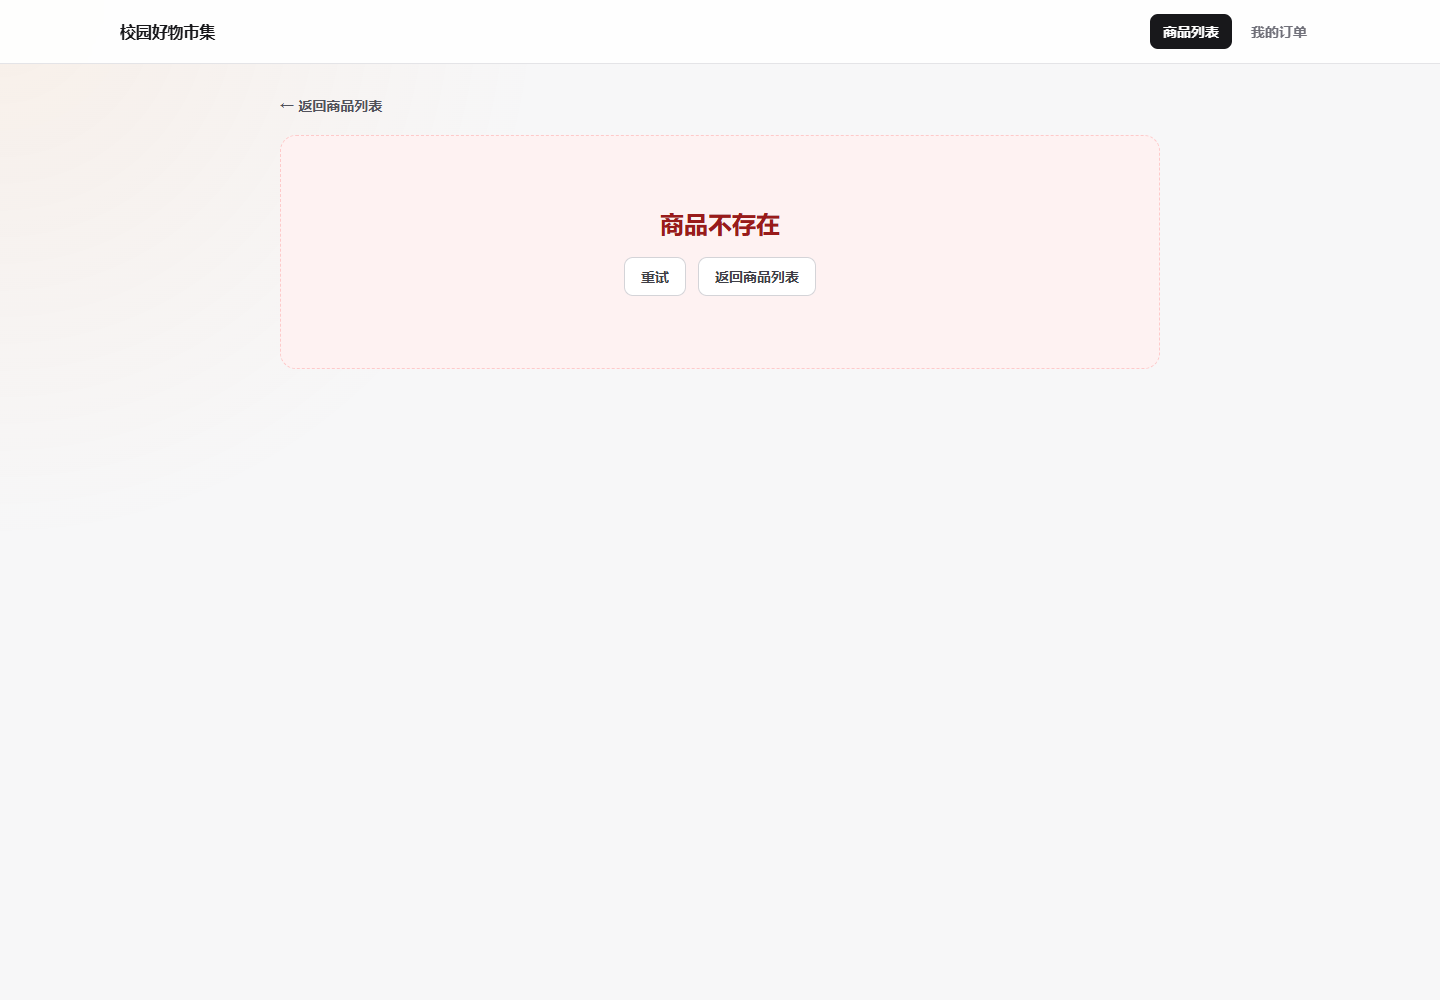 校园好物市集
商品列表
我的订单
← 返回商品列表
商品不存在
重试
返回商品列表